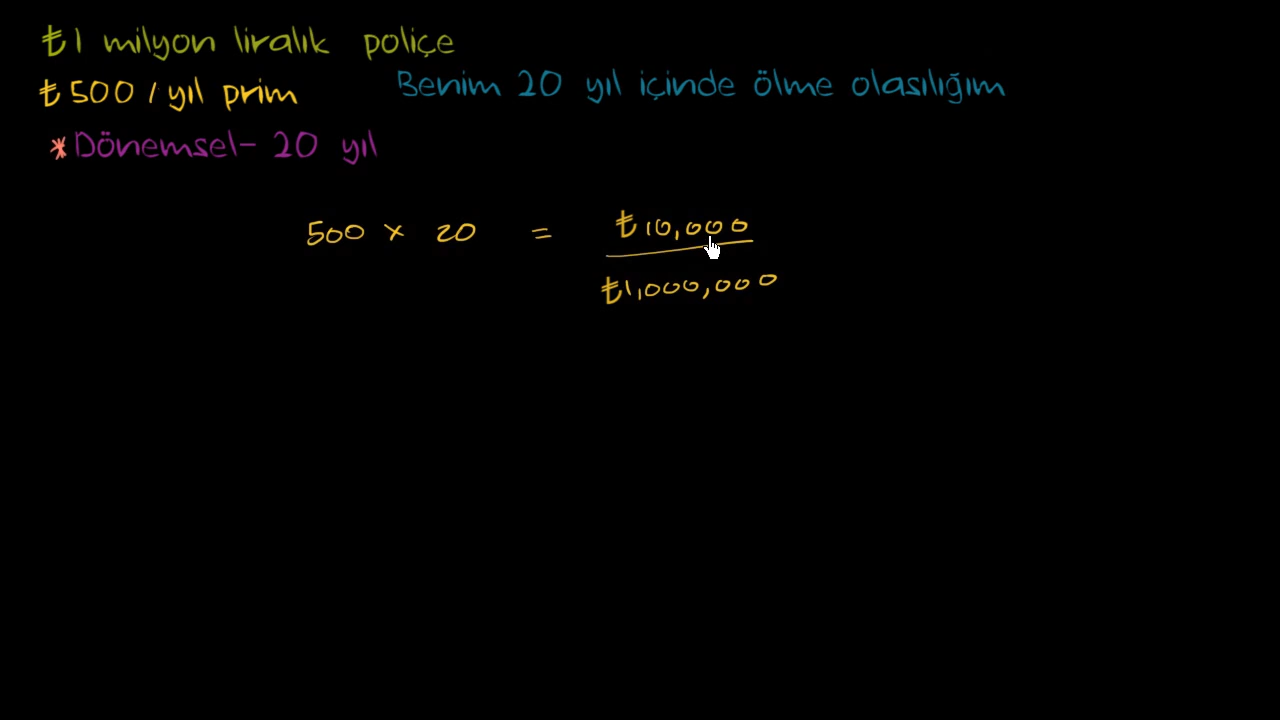 ₺1 milyon liralık poliçe
₺500 / yıl prim
Benim 20 yıl içinde ölme olasılığım
*Dönemsel- 20 yıl
500 × 20 = ₺10,000
₺1,000,000